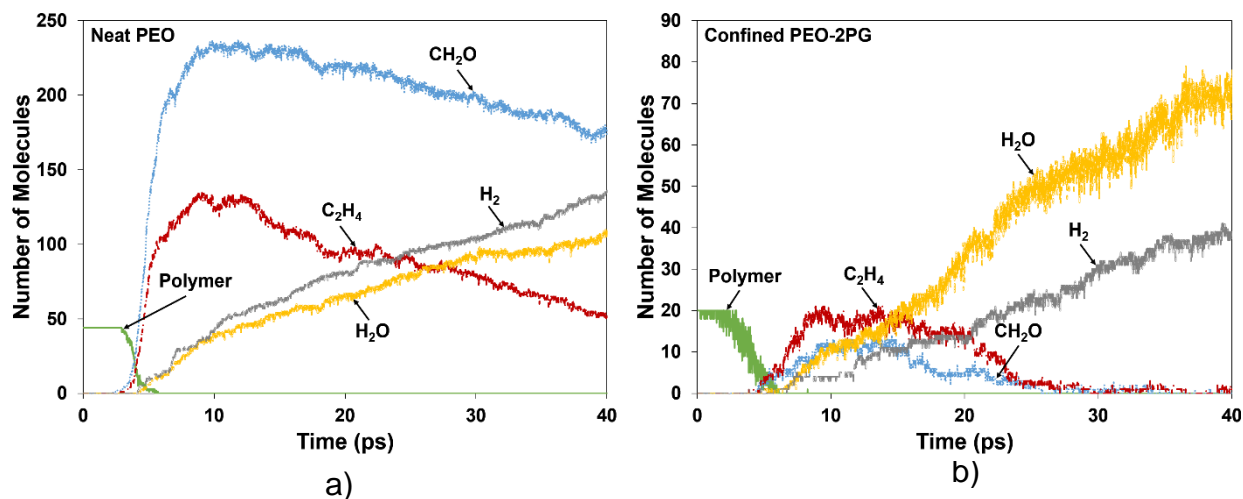 Neat PEO
250
200
150
100
50
0
Number of Molecules
CH2O
C2H4
H2
Polymer
H2O
0 10 20 30 40
Time (ps)
a)
Confined PEO-2PG
90
80
70
60
50
40
30
20
10
0
Number of Molecules
H2O
H2
Polymer
C2H4
CH2O
0 10 20 30 40
Time (ps)
b)